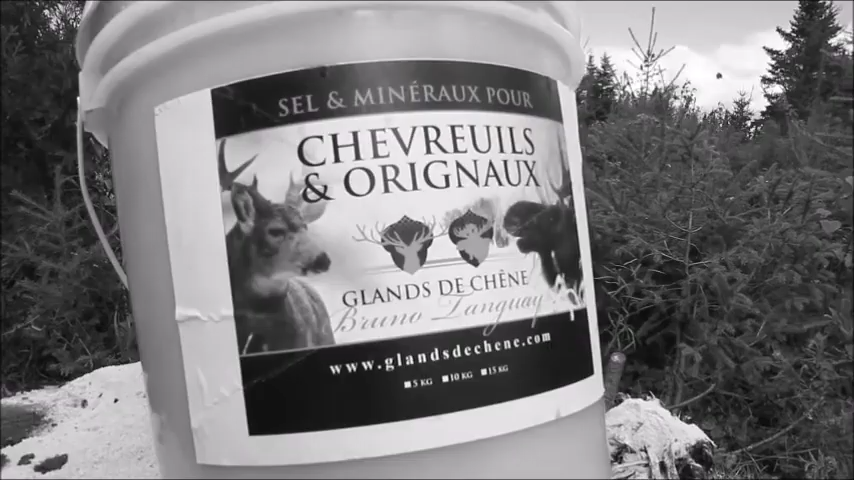 SEL & MINÉRAUX POUR
CHEVREUILS
& ORIGNAUX
GLANDS DE CHÊNE
Bruno Tanguay
www.glandsdechene.com
■5 KG ■10 KG ■15 KG